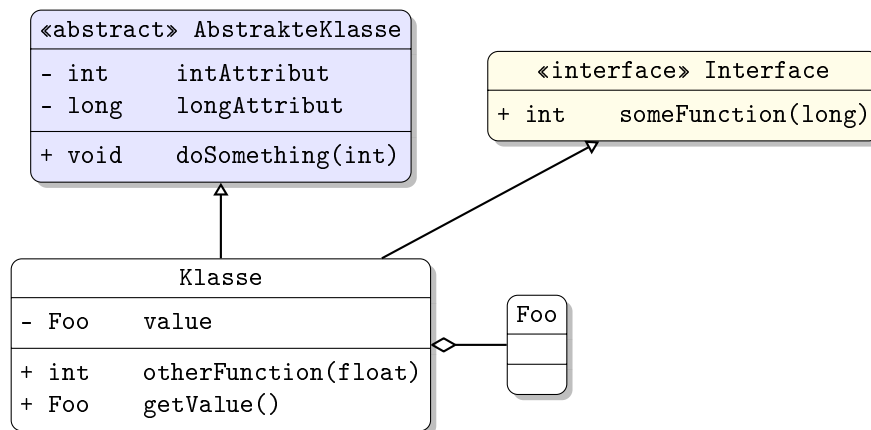 «abstract» AbstrakteKlasse
- int intAttribut
- long longAttribut
+ void doSomething(int)
«interface» Interface
+ int someFunction(long)
Klasse
- Foo value
+ int otherFunction(float)
+ Foo getValue()
Foo